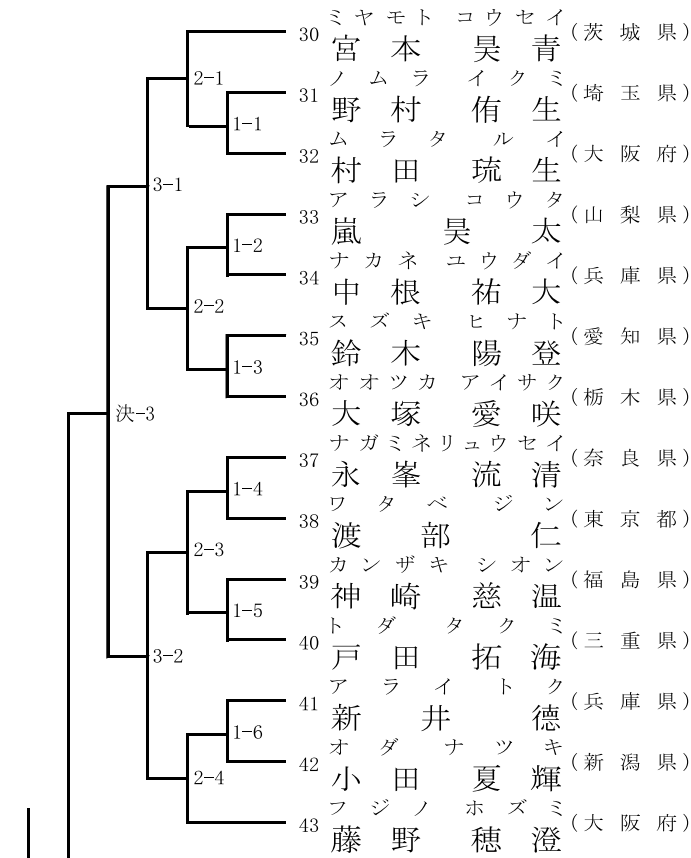 ミヤモト コウセイ
30 宮本 昊青 (茨城県)
2-1
ノムラ イクミ
31 野村 侑生 (埼玉県)
1-1
ムラタ ルイ
32 村田 琉生 (大阪府)
3-1
アラシ コウタ
33 嵐 昊太 (山梨県)
1-2
ナカネ ユウダイ
34 中根 祐大 (兵庫県)
2-2
スズキ ヒナト
35 鈴木 陽登 (愛知県)
1-3
オオツカ アイサク
36 大塚 愛咲 (栃木県)
決-3
ナガミネリュウセイ
37 永峯 流清 (奈良県)
1-4
ワタベ ジン
38 渡部 仁 (東京都)
2-3
カンザキ シオン
39 神崎 慈温 (福島県)
1-5
トダ タクミ
40 戸田 拓海 (三重県)
3-2
アライ トク
41 新井 德 (兵庫県)
1-6
オダ ナツキ
42 小田 夏輝 (新潟県)
2-4
フジノ ホズミ
43 藤野 穂澄 (大阪府)